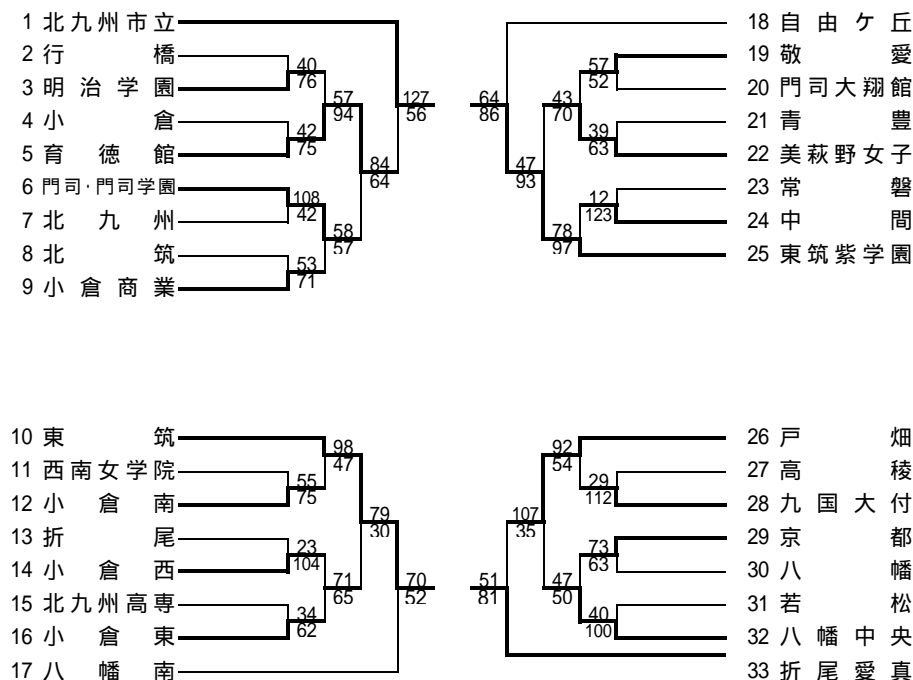 1 北九州市立
2 行橋
3 明治学園
4 小倉
5 育徳館
6 門司・門司学園
7 北九州
8 北筑
9 小倉商業
40
76
42
75
108
42
53
71
57
94
58
57
84
64
127
56
18 自由ケ丘
19 敬愛
20 門司大翔館
21 青豊
22 美萩野女子
23 常磐
24 中間
25 東筑紫学園
64
86
47
93
43
70
78
97
57
52
39
63
12
123
10 東筑
11 西南女学院
12 小倉南
13 折尾
14 小倉西
15 北九州高専
16 小倉東
17 八幡南
55
75
23
104
34
62
98
47
71
65
79
30
70
52
26 戸畑
27 高稜
28 九国大付
29 京都
30 八幡
31 若松
32 八幡中央
33 折尾愛真
51
81
107
35
92
54
47
50
29
112
73
63
40
100